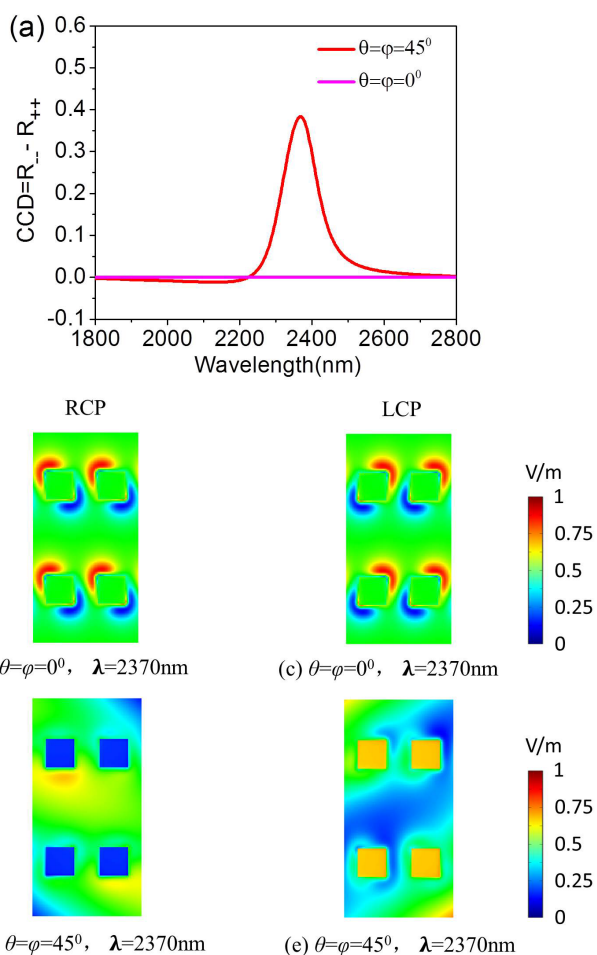 (a)
0.6
0.5
0.4
0.3
0.2
0.1
0.0
-0.1
CCD=R-- - R++
θ=φ=45⁰
θ=φ=0⁰
1800 2000 2200 2400 2600 2800
Wavelength(nm)
RCP LCP
V/m
1
0.75
0.5
0.25
0
θ=φ=0⁰, λ=2370nm (c) θ=φ=0⁰, λ=2370nm
V/m
1
0.75
0.5
0.25
0
θ=φ=45⁰, λ=2370nm (e) θ=φ=45⁰, λ=2370nm